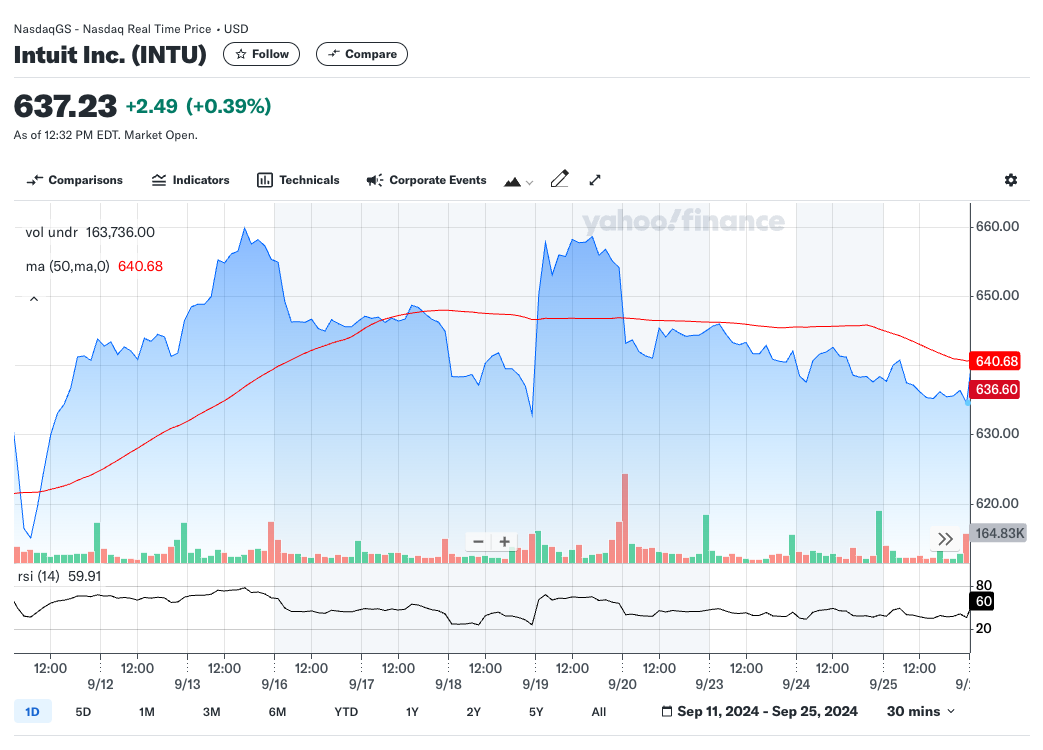 NasdaqGS - Nasdaq Real Time Price • USD
Intuit Inc. (INTU) Follow Compare
637.23 +2.49 (+0.39%)
As of 12:32 PM EDT. Market Open.
Comparisons Indicators Technicals Corporate Events
yahoo!finance
vol undr 163,736.00
ma (50,ma,0) 640.68
660.00
650.00
640.68
636.60
630.00
620.00
164.83K
rsi (14) 59.91
80
60
20
12:00 12:00 12:00 12:00 12:00 12:00 12:00 12:00 12:00 12:00 12:00
9/12 9/13 9/16 9/17 9/18 9/19 9/20 9/23 9/24 9/25
1D 5D 1M 3M 6M YTD 1Y 2Y 5Y All Sep 11, 2024 - Sep 25, 2024 30 mins